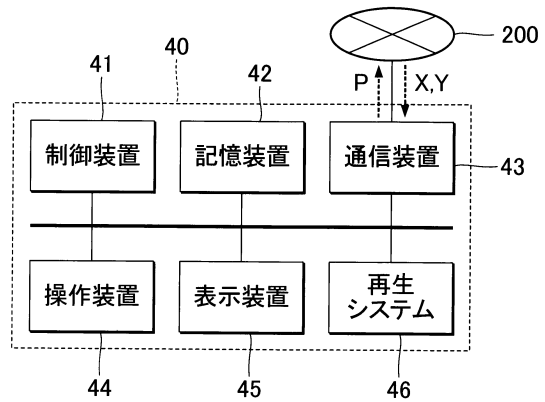 200
40
41
42
P
X,Y
制御装置
記憶装置
通信装置
43
操作装置
表示装置
再生
システム
44
45
46